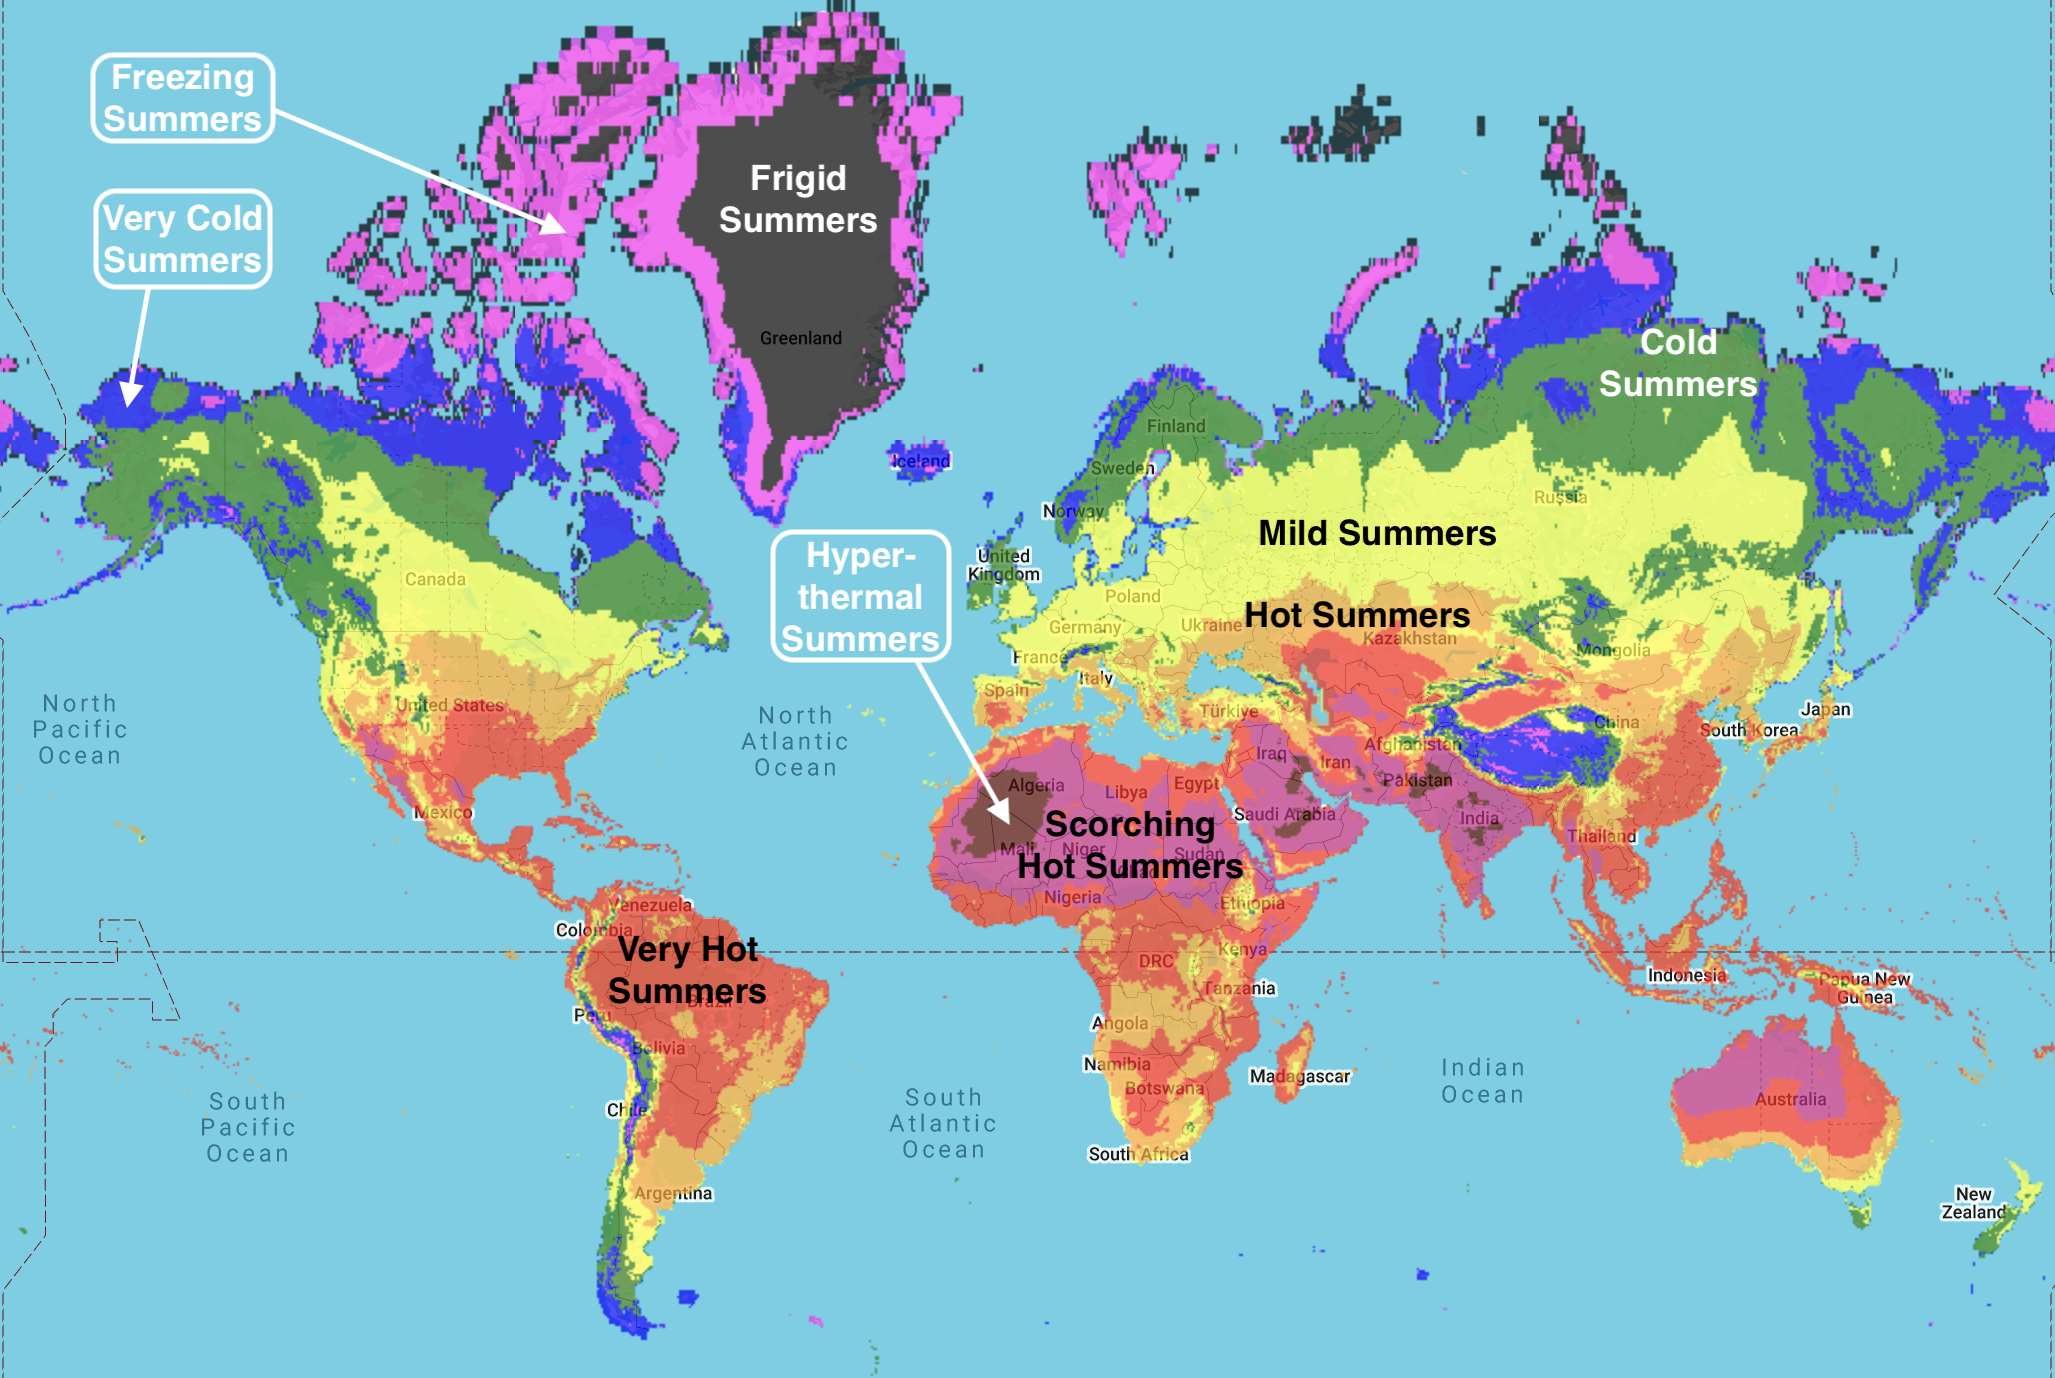 Freezing
Summers
Very Cold
Summers
Frigid
Summers
Greenland
Cold
Summers
Iceland
Finland
Sweden
Norway
Russia
Mild Summers
Hyper-
thermal
Summers
United
Kingdom
Canada
Poland
Germany
Ukraine
Hot Summers
Kazakhstan
Mongolia
France
Italy
Spain
Türkiye
United States
North
Pacific
Ocean
North
Atlantic
Ocean
China
Japan
South Korea
Afghanistan
Iraq
Iran
Pakistan
Algeria
Libya
Egypt
Saudi Arabia
India
Mexico
Thailand
Scorching
Hot Summers
Mali
Niger
Sudan
Nigeria
Ethiopia
Venezuela
Colombia
Very Hot
Summers
Brazil
Kenya
DRC
Tanzania
Indonesia
Papua New
Guinea
Peru
Angola
Bolivia
Namibia
Botswana
Madagascar
Indian
Ocean
Australia
Chile
South
Pacific
Ocean
South
Atlantic
Ocean
South Africa
Argentina
New
Zealand